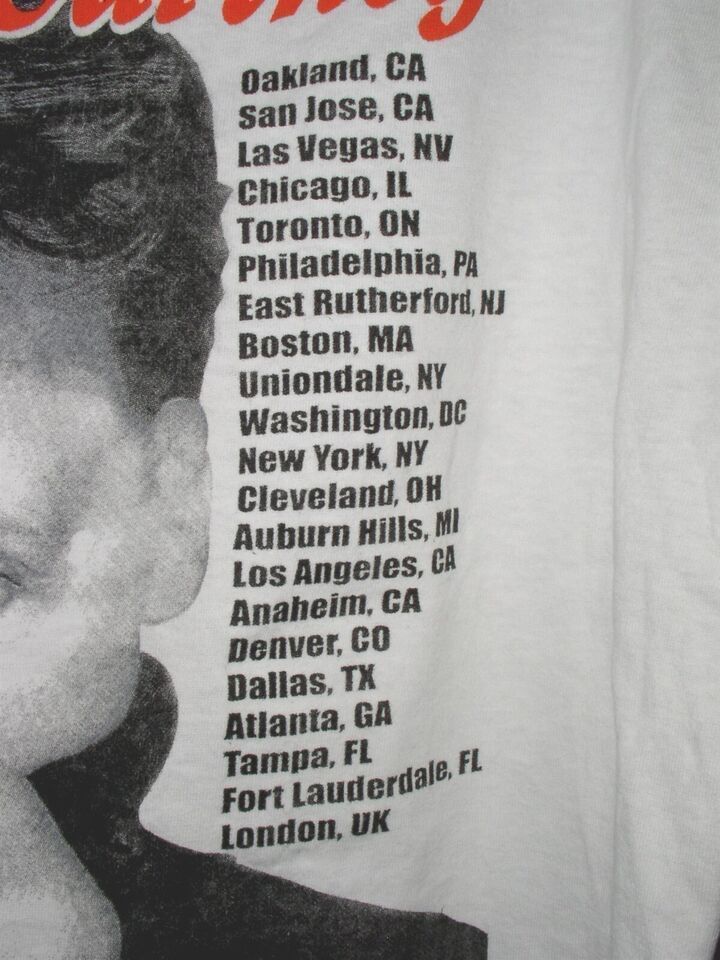 Oakland, CA
San Jose, CA
Las Vegas, NV
Chicago, IL
Toronto, ON
Philadelphia, PA
East Rutherford, NJ
Boston, MA
Uniondale, NY
Washington, DC
New York, NY
Cleveland, OH
Auburn Hills, MI
Los Angeles, CA
Anaheim, CA
Denver, CO
Dallas, TX
Atlanta, GA
Tampa, FL
Fort Lauderdale, FL
London, UK